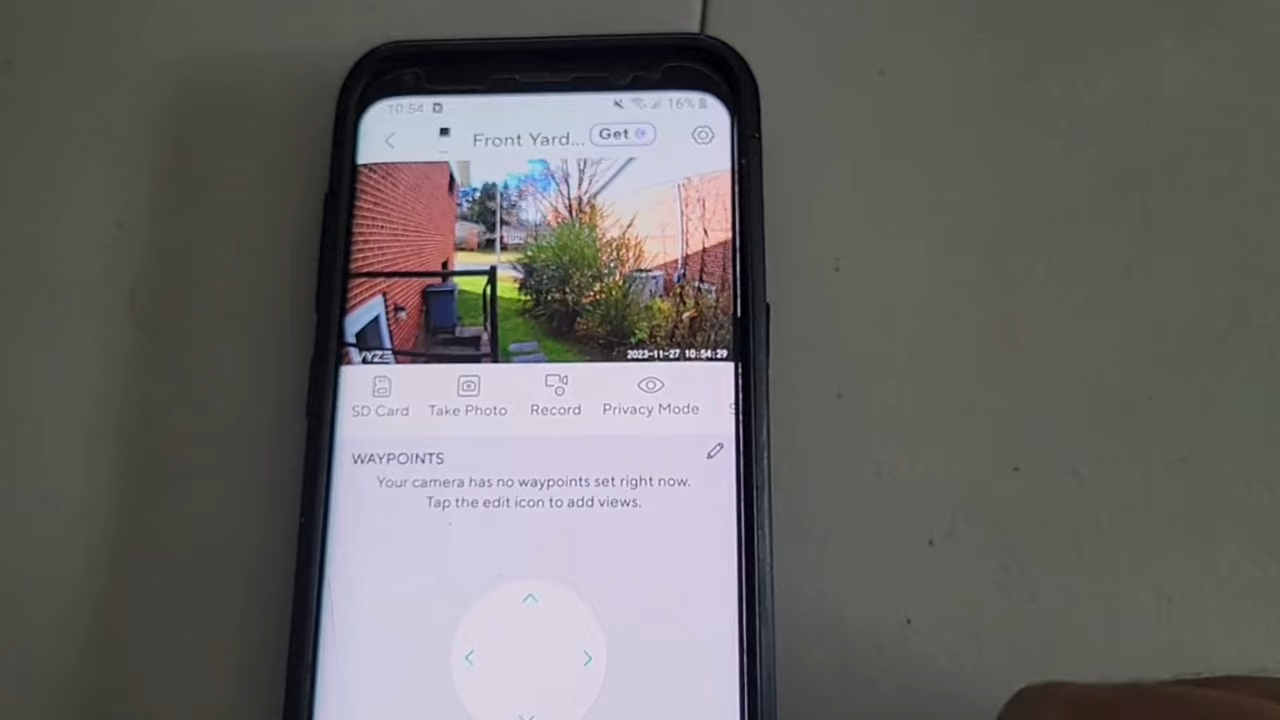 10:54 16%
Front Yard... Get
WYZE
2023-11-27 10:54:29
SD Card Take Photo Record Privacy Mode S
WAYPOINTS
Your camera has no waypoints set right now.
Tap the edit icon to add views.